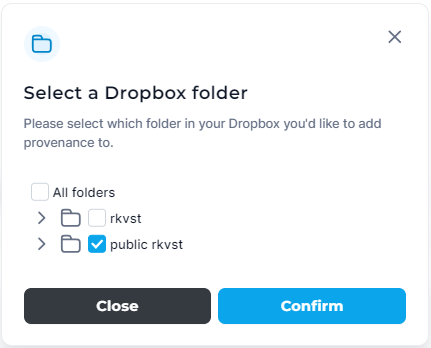 Select a Dropbox folder
Please select which folder in your Dropbox you'd like to add
provenance to.
All folders
rkvst
public rkvst
Close
Confirm